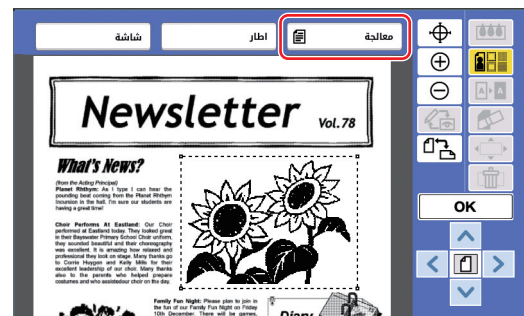 معالجة
اطار
شاشة
Newsletter Vol.78
What's News?
(from the Acting Principal)
Planet Rhthym: As I type I can hear the
pounding beat coming from the Planet Rhthym
Incursion in the hall. I'm sure our students are
having a great time!
Choir Performs At Eastland: Our Choir
performed at Eastland today. They looked great
in their Bayswater Primary School Choir uniform,
they sounded beautiful and their choreography
was excellent. It is amazing how relaxed and
professional they look on stage. Many thanks go
to Corrie Huygen and Kelly Mills for their
excellent leadership of our choir. Many thanks
also to the parents who helped prepare
costumes and who assistedour choir on the day.
Family Fun Night: Please plan to join in
the fun of our Family Fun Night on Friday
10th December. There will be games,
Diary
A A
OK